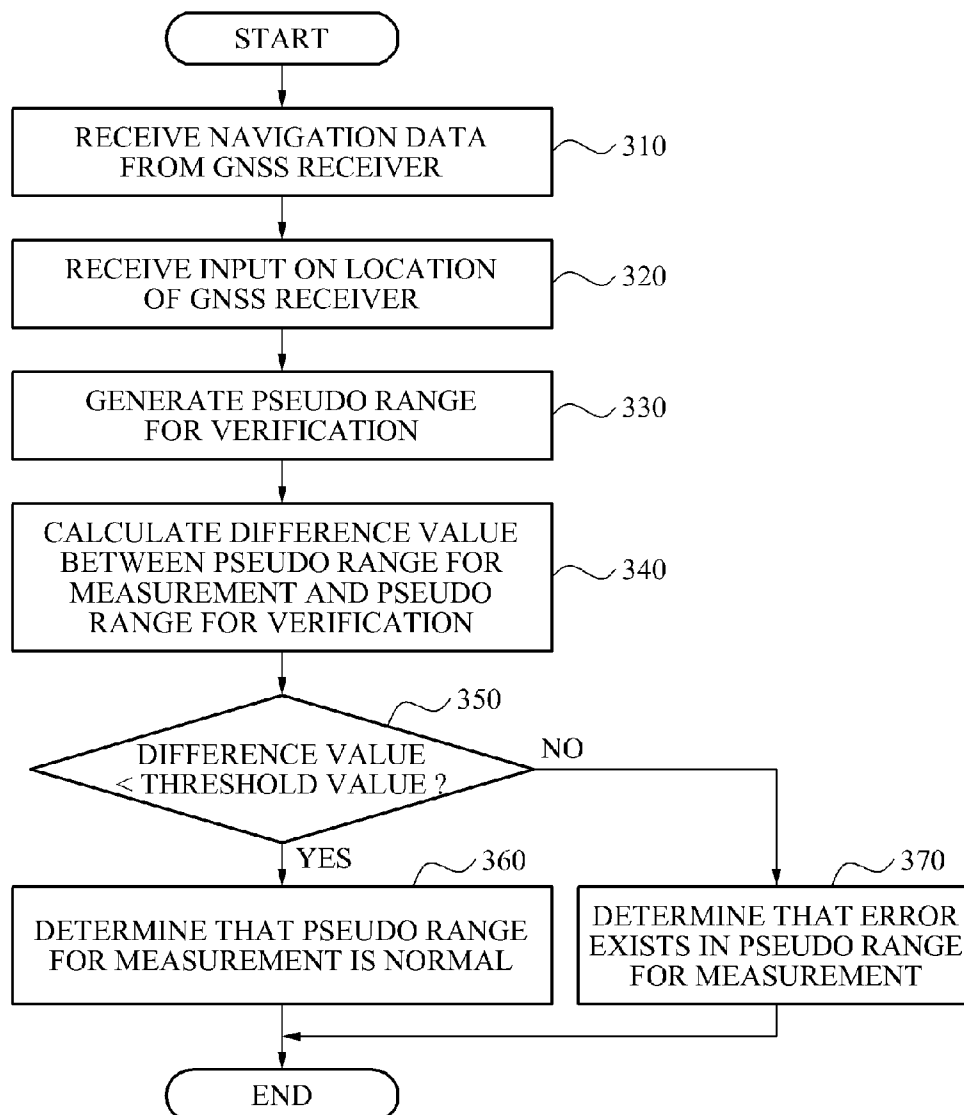 START
RECEIVE NAVIGATION DATA
FROM GNSS RECEIVER
310
RECEIVE INPUT ON LOCATION
OF GNSS RECEIVER
320
GENERATE PSEUDO RANGE
FOR VERIFICATION
330
CALCULATE DIFFERENCE VALUE
BETWEEN PSEUDO RANGE FOR
MEASUREMENT AND PSEUDO
RANGE FOR VERIFICATION
340
350
DIFFERENCE VALUE
< THRESHOLD VALUE ?
NO
YES
360
DETERMINE THAT PSEUDO RANGE
FOR MEASUREMENT IS NORMAL
370
DETERMINE THAT ERROR
EXISTS IN PSEUDO RANGE
FOR MEASUREMENT
END